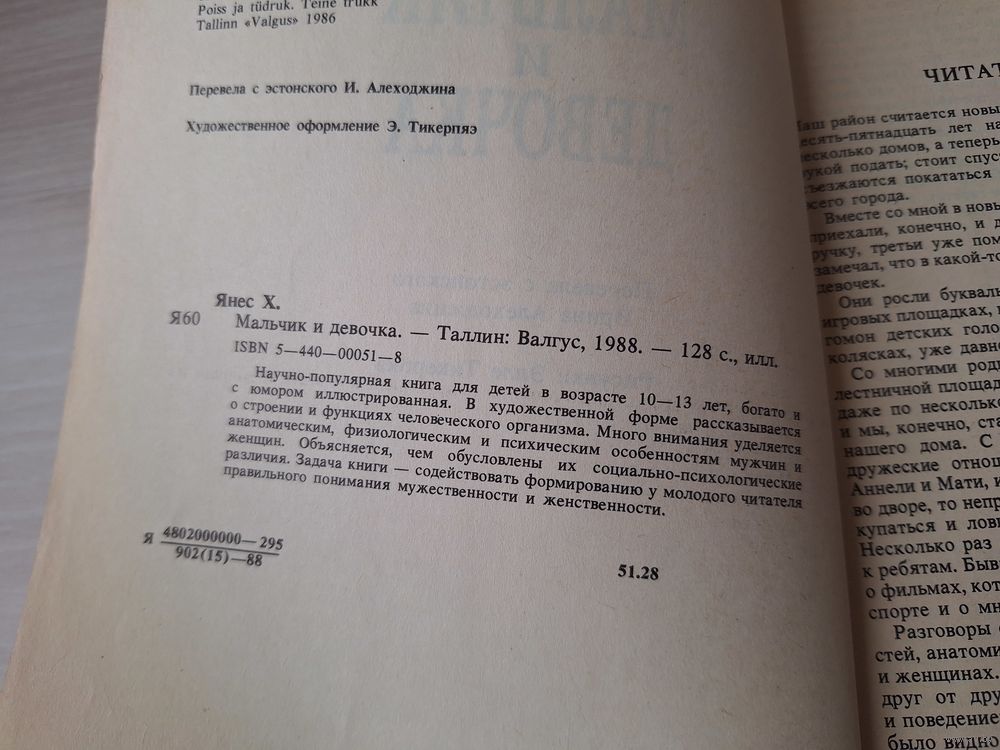 Poiss ja tüdruk. Teine trükk
Tallinn «Valgus» 1986
Перевела с эстонского И. Алеходжина
Художественное оформление Э. Тикерпяэ
Янес Х.
Я60 Мальчик и девочка. — Таллин: Валгус, 1988. — 128 с., илл.
ISBN 5—440—00051—8
Научно-популярная книга для детей в возрасте 10—13 лет, богато и
с юмором иллюстрированная. В художественной форме рассказывается
о строении и функциях человеческого организма. Много внимания уделяется
анатомическим, физиологическим и психическим особенностям мужчин и
женщин. Объясняется, чем обусловлены их социально-психологические
различия. Задача книги — содействовать формированию у молодого читателя
правильного понимания мужественности и женственности.
Я 4802000000—295
902(15)—88
51.28
ЧИТАТ
Наш район считается новы
десять-пятнадцать лет на
несколько домов, а теперь
рукой подать; стоит спус
съезжаются покататься
всего города.
Вместе со мной в новы
приехали, конечно, и д
ручку, третьи уже пом
замечал, что в какой-то
девочек.
Они росли буквальн
игровых площадках,
гомон детских голо
колясках, уже давно
Со многими роди
лестничной площад
даже по несколько
и мы, конечно, ста
нашего дома. С
дружеские отнош
Аннели и Мати, и
во дворе, то непр
купаться и лови
Несколько раз
к ребятам. Быв
о фильмах, кот
спорте и о мн
Разговоры
стей, анатоми
и женщинах.
друг от дру
и поведение
было видно